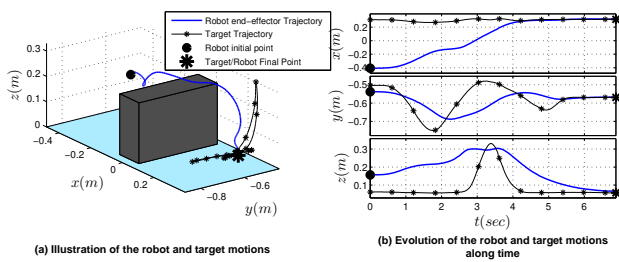 Robot end-effector Trajectory
Target Trajectory
Robot initial point
Target/Robot Final Point
0.3
0.2
0.1
0
z(m)
−0.4
−0.2
0
0.2
x(m)
−0.8
−0.6
y(m)
(a) Illustration of the robot and target motions
0.2
0
−0.2
−0.4
x(m)
−0.5
−0.6
−0.7
y(m)
0.3
0.2
0.1
z(m)
0 1 2 3 4 5 6
t(sec)
(b) Evolution of the robot and target motions
along time